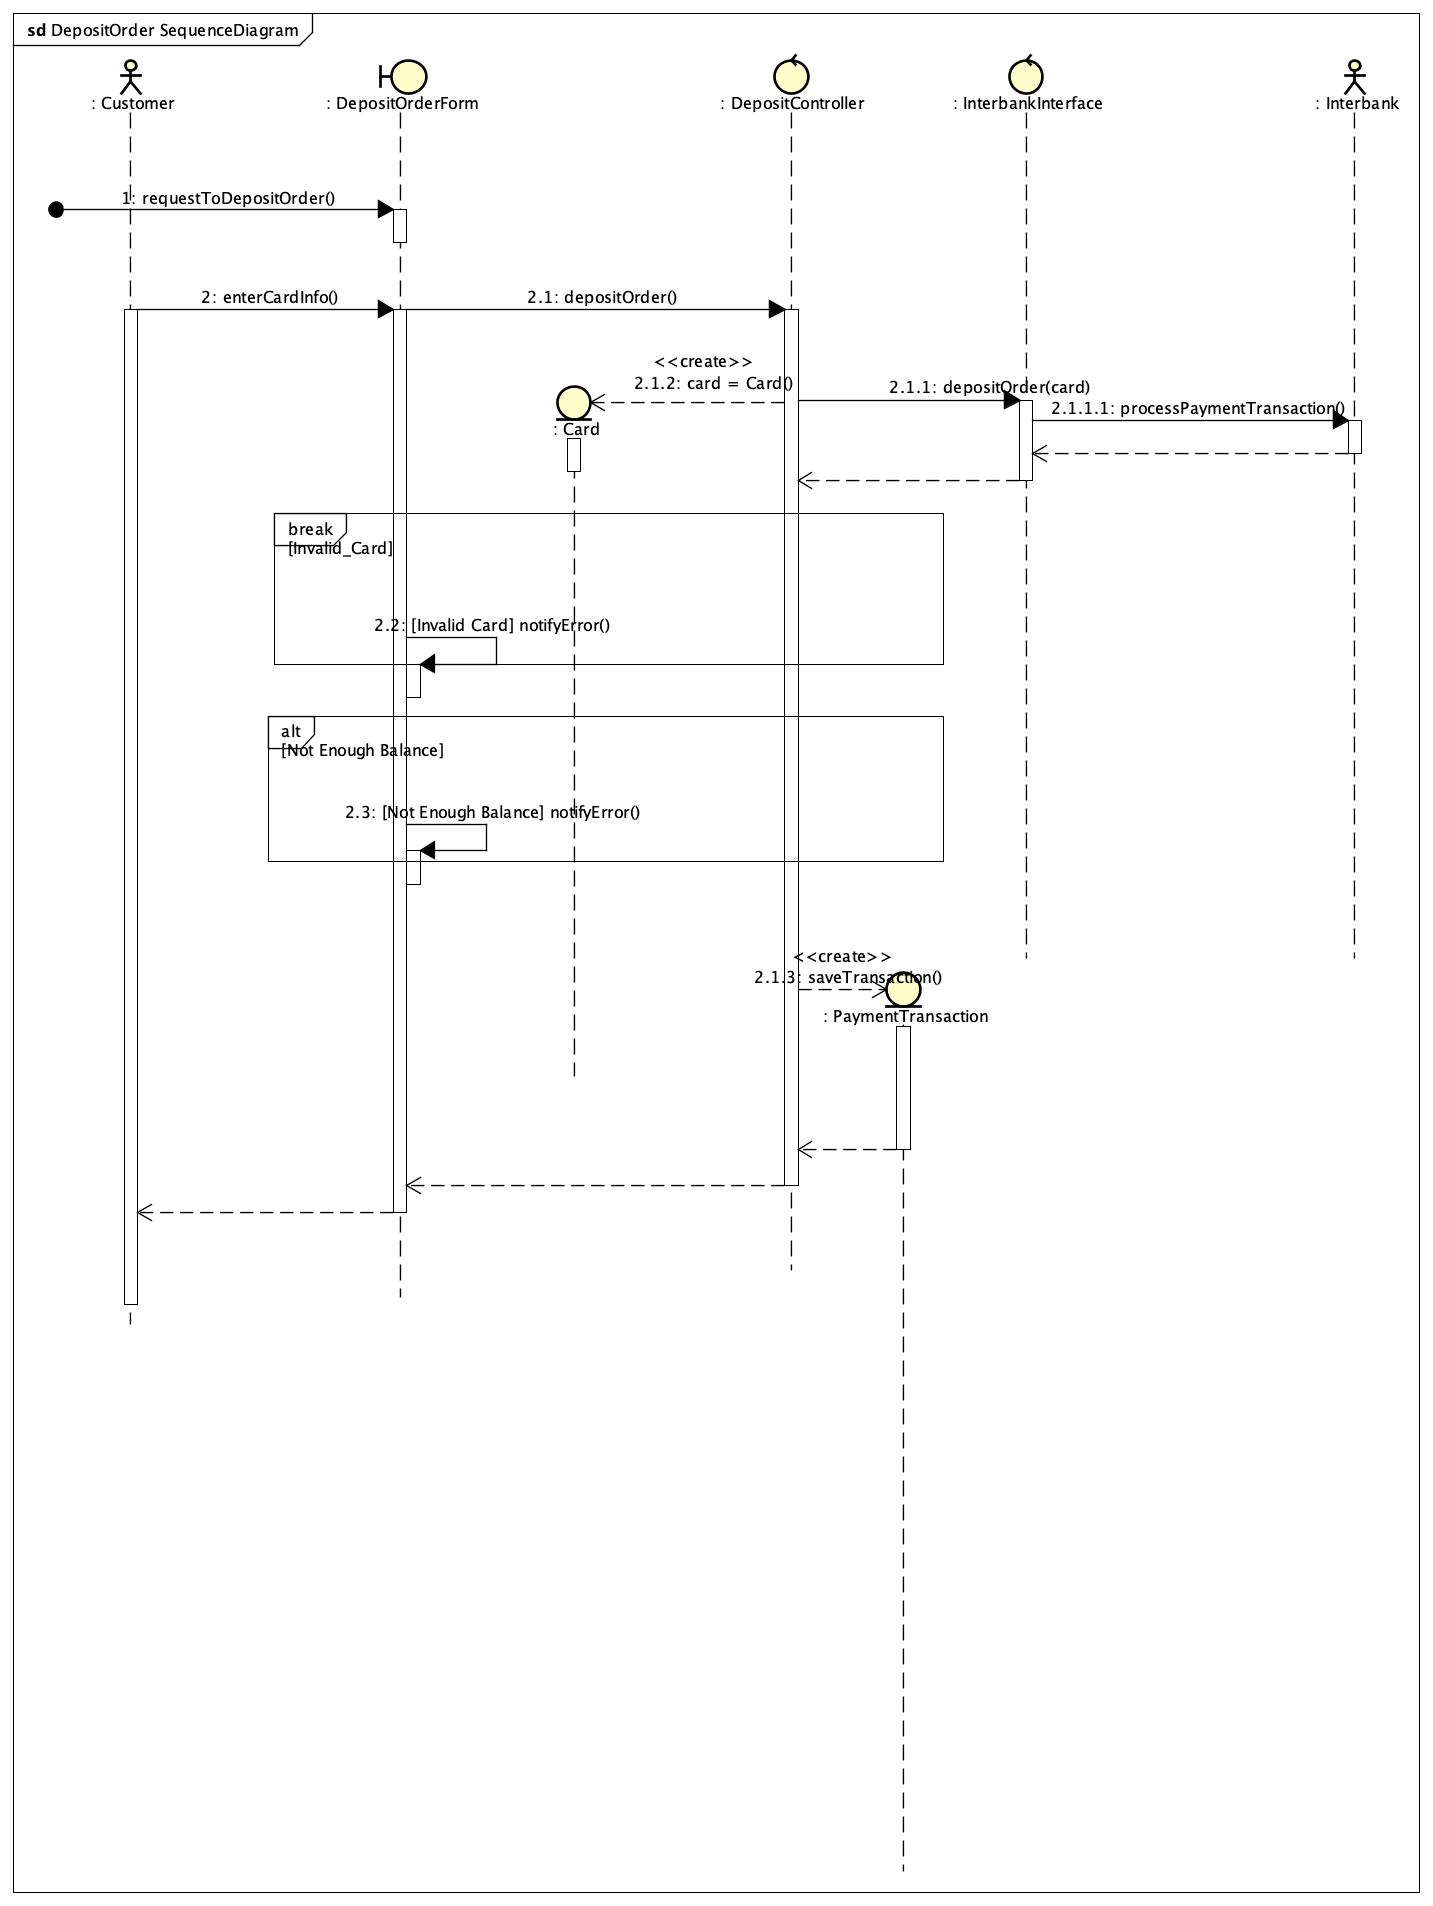 sd DepositOrder SequenceDiagram
: Customer
: DepositOrderForm
: DepositController
: InterbankInterface
: Interbank
1: requestToDepositOrder()
2: enterCardInfo()
2.1: depositOrder()
<<create>>
2.1.2: card = Card()
2.1.1: depositOrder(card)
2.1.1.1: processPaymentTransaction()
: Card
break
[Invalid_Card]
2.2: [Invalid Card] notifyError()
alt
[Not Enough Balance]
2.3: [Not Enough Balance] notifyError()
<<create>>
2.1.3: saveTransaction()
: PaymentTransaction